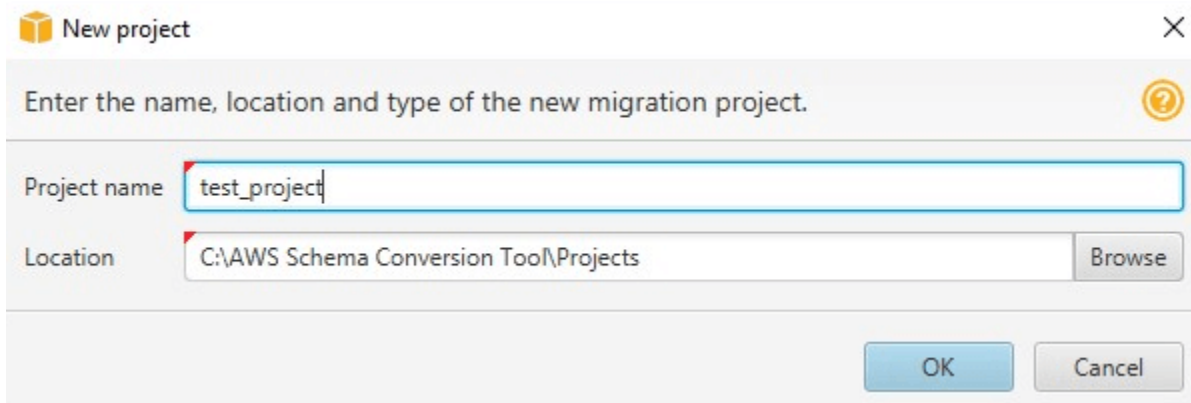 New project
Enter the name, location and type of the new migration project.
Project name test_project
Location C:\AWS Schema Conversion Tool\Projects Browse
OK Cancel